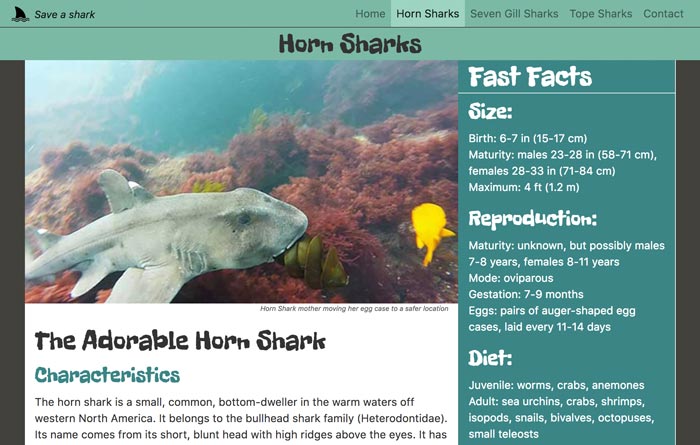 Save a shark
Home
Horn Sharks
Seven Gill Sharks
Tope Sharks
Contact
Horn Sharks
Horn Shark mother moving her egg case to a safer location
The Adorable Horn Shark
Characteristics
The horn shark is a small, common, bottom-dweller in the warm waters off
western North America. It belongs to the bullhead shark family (Heterodontidae).
Its name comes from its short, blunt head with high ridges above the eyes. It has
Fast Facts
Size:
Birth: 6-7 in (15-17 cm)
Maturity: males 23-28 in (58-71 cm),
females 28-33 in (71-84 cm)
Maximum: 4 ft (1.2 m)
Reproduction:
Maturity: unknown, but possibly males
7-8 years, females 8-11 years
Mode: oviparous
Gestation: 7-9 months
Eggs: pairs of auger-shaped egg
cases, laid every 11-14 days
Diet:
Juvenile: worms, crabs, anemones
Adult: sea urchins, crabs, shrimps,
isopods, snails, bivalves, octopuses,
small teleosts